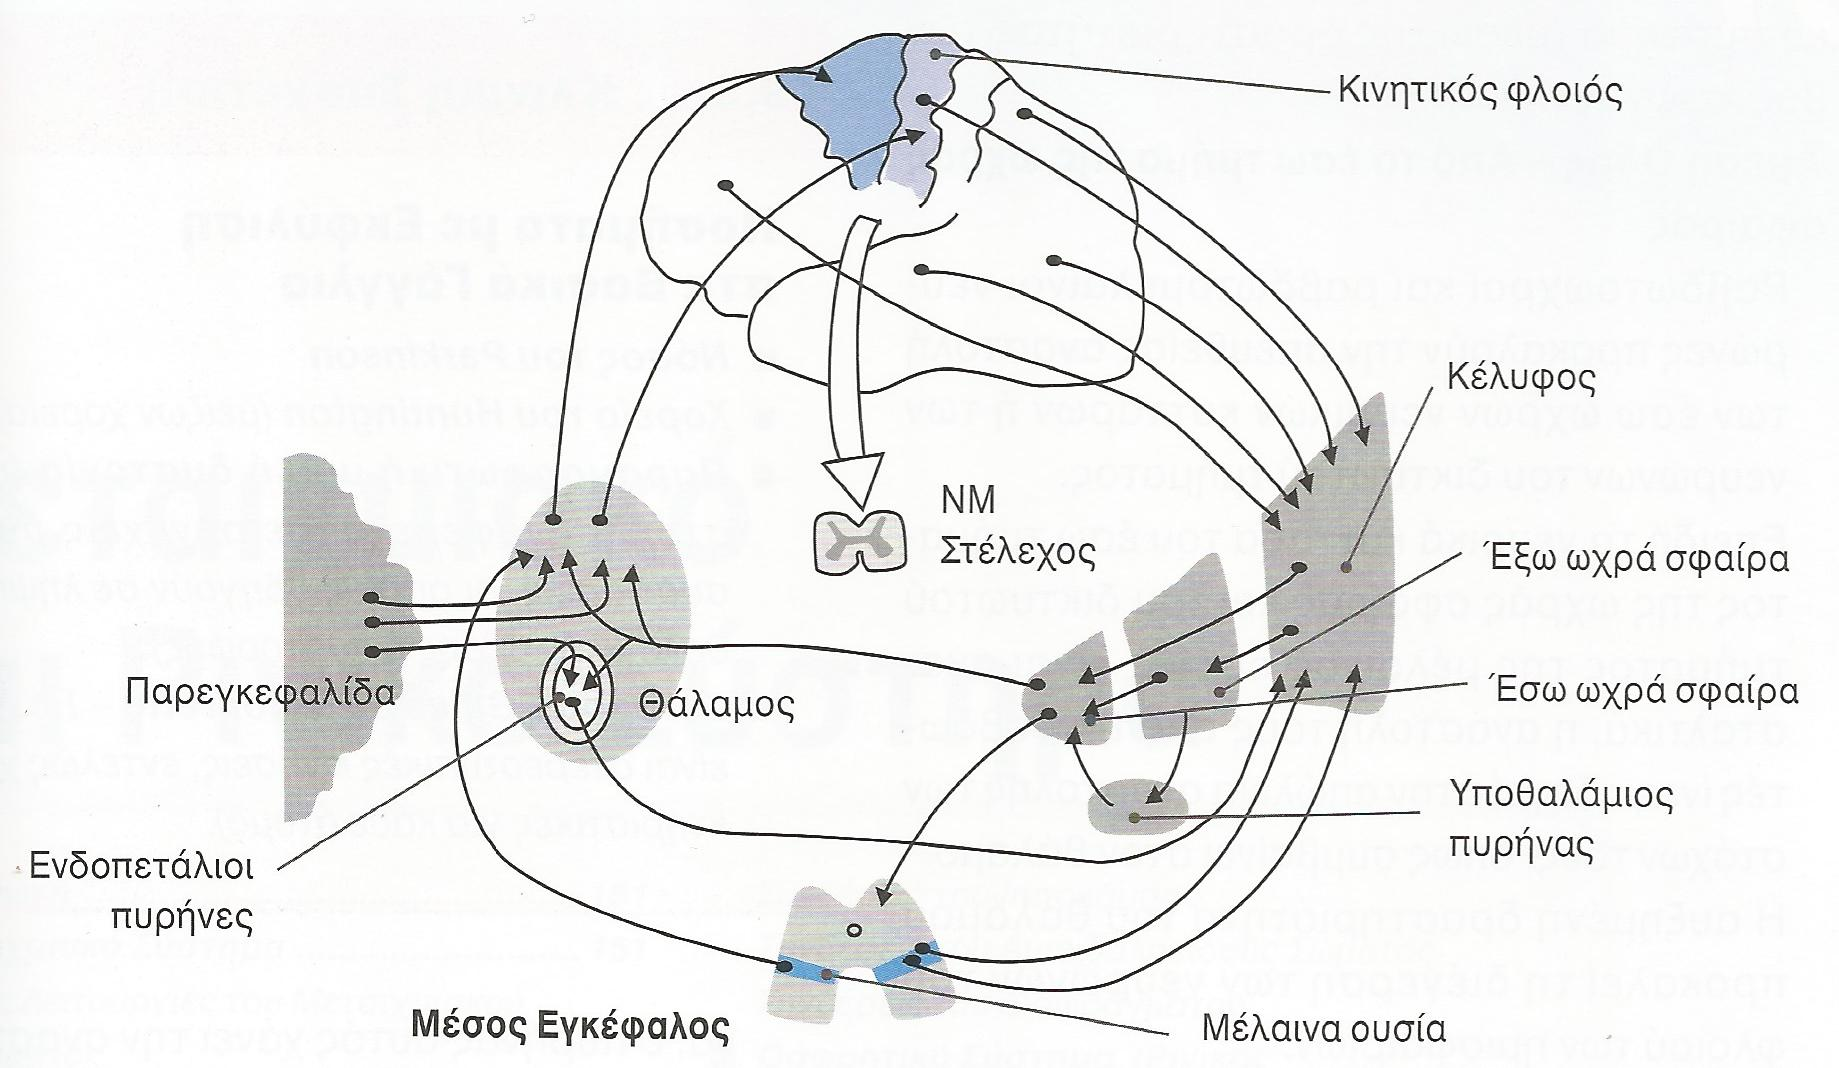 Κινητικός φλοιός
Κέλυφος
ΝΜ
Στέλεχος
Έξω ωχρά σφαίρα
Παρεγκεφαλίδα
Θάλαμος
Έσω ωχρά σφαίρα
Υποθαλάμιος
πυρήνας
Ενδοπετάλιοι
πυρήνες
Μέσος Εγκέφαλος
Μέλαινα ουσία